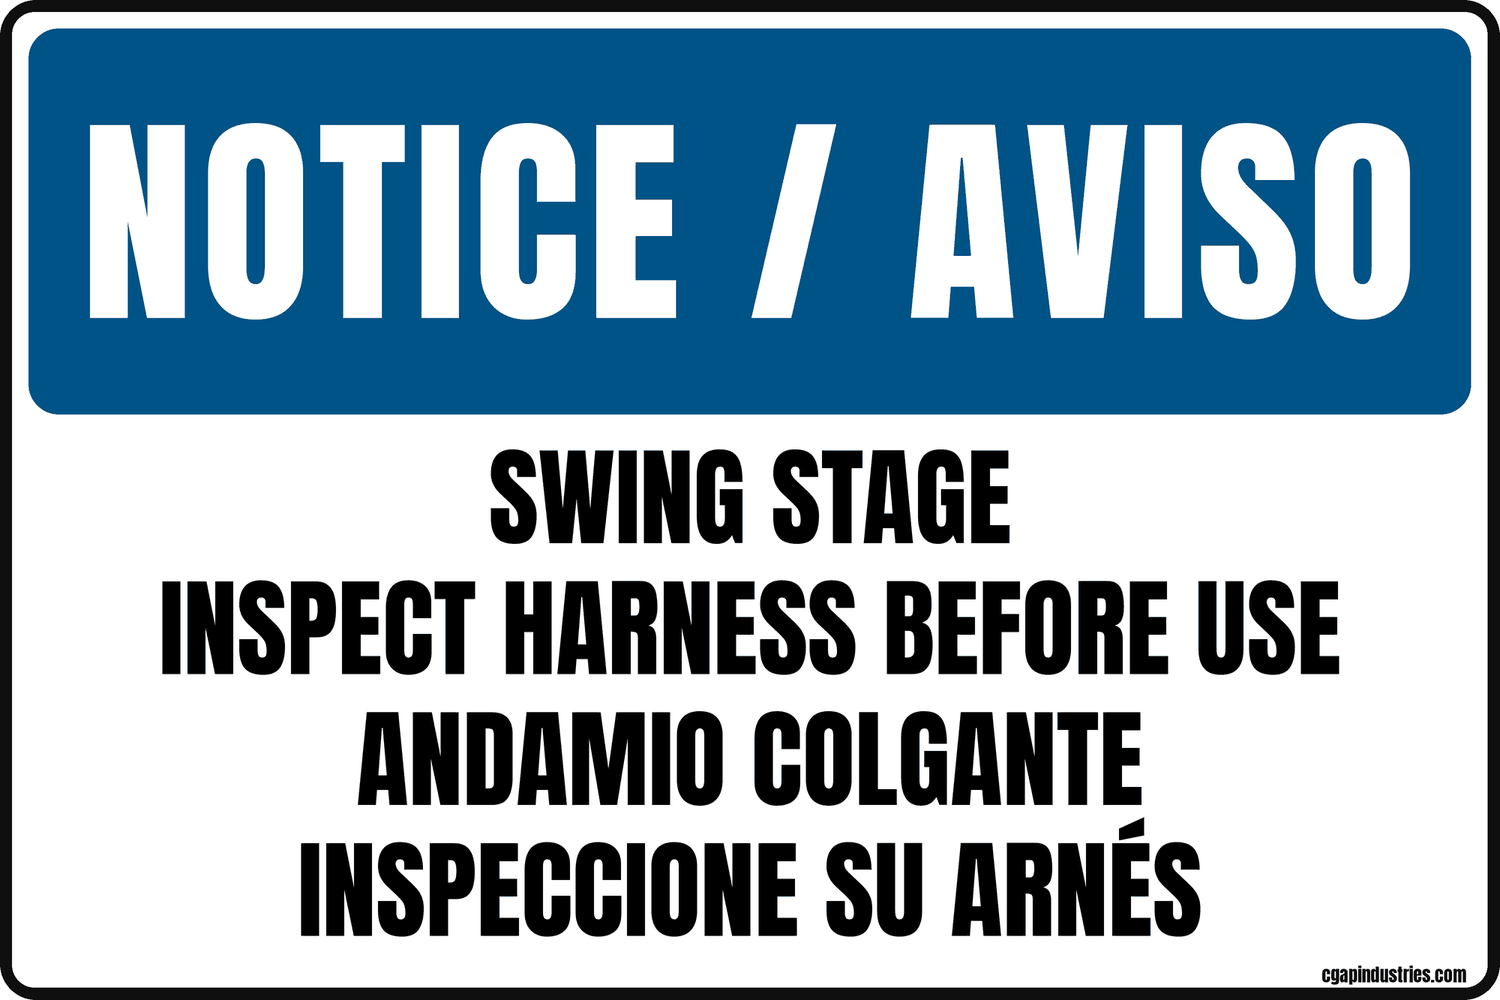 NOTICE / AVISO
SWING STAGE
INSPECT HARNESS BEFORE USE
ANDAMIO COLGANTE
INSPECCIONE SU ARNÉS
cgapindustries.com